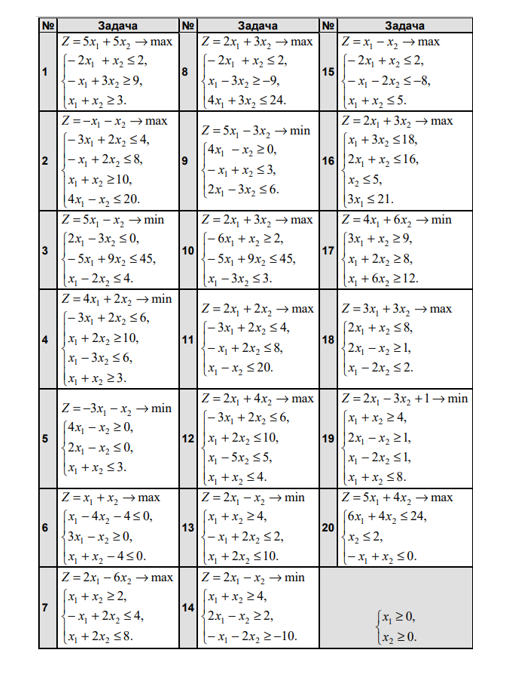 № Задача № Задача № Задача
1
Z = 5x₁ + 5x₂ → max
−2x₁ + x₂ ≤ 2,
−x₁ + 3x₂ ≥ 9,
x₁ + x₂ ≥ 3.
8
Z = 2x₁ + 3x₂ → max
−2x₁ + x₂ ≤ 2,
x₁ − 3x₂ ≥ −9,
4x₁ + 3x₂ ≤ 24.
15
Z = x₁ − x₂ → max
−2x₁ + x₂ ≤ 2,
−x₁ − 2x₂ ≤ −8,
x₁ + x₂ ≤ 5.
2
Z = −x₁ − x₂ → max
−3x₁ + 2x₂ ≤ 4,
−x₁ + 2x₂ ≤ 8,
x₁ + x₂ ≥ 10,
4x₁ − x₂ ≤ 20.
9
Z = 5x₁ − 3x₂ → min
4x₁ − x₂ ≥ 0,
−x₁ + x₂ ≤ 3,
2x₁ − 3x₂ ≤ 6.
16
Z = 2x₁ + 3x₂ → max
x₁ + 3x₂ ≤ 18,
2x₁ + x₂ ≤ 16,
x₂ ≤ 5,
3x₁ ≤ 21.
3
Z = 5x₁ − x₂ → min
2x₁ − 3x₂ ≤ 0,
−5x₁ + 9x₂ ≤ 45,
x₁ − 2x₂ ≤ 4.
10
Z = 2x₁ + 3x₂ → max
−6x₁ + x₂ ≥ 2,
−5x₁ + 9x₂ ≤ 45,
x₁ − 3x₂ ≤ 3.
17
Z = 4x₁ + 6x₂ → min
3x₁ + x₂ ≥ 9,
x₁ + 2x₂ ≥ 8,
x₁ + 6x₂ ≥ 12.
4
Z = 4x₁ + 2x₂ → min
−3x₁ + 2x₂ ≤ 6,
x₁ + 2x₂ ≥ 10,
x₁ − 3x₂ ≤ 6,
x₁ + x₂ ≥ 3.
11
Z = 2x₁ + 2x₂ → max
−3x₁ + 2x₂ ≤ 4,
−x₁ + 2x₂ ≤ 8,
x₁ − x₂ ≤ 20.
18
Z = 3x₁ + 3x₂ → max
2x₁ + x₂ ≤ 8,
2x₁ − x₂ ≥ 1,
x₁ − 2x₂ ≤ 2.
5
Z = −3x₁ − x₂ → min
4x₁ − x₂ ≥ 0,
2x₁ − x₂ ≤ 0,
x₁ + x₂ ≤ 3.
12
Z = 2x₁ + 4x₂ → max
−3x₁ + 2x₂ ≤ 6,
x₁ + 2x₂ ≤ 10,
x₁ − 5x₂ ≤ 5,
x₁ + x₂ ≤ 4.
19
Z = 2x₁ − 3x₂ + 1 → min
x₁ + x₂ ≥ 4,
2x₁ − x₂ ≥ 1,
x₁ − 2x₂ ≤ 1,
x₁ + x₂ ≤ 8.
6
Z = x₁ + x₂ → max
x₁ − 4x₂ − 4 ≤ 0,
3x₁ − x₂ ≥ 0,
x₁ + x₂ − 4 ≤ 0.
13
Z = 2x₁ − x₂ → min
x₁ + x₂ ≥ 4,
−x₁ + 2x₂ ≤ 2,
x₁ + 2x₂ ≤ 10.
20
Z = 5x₁ + 4x₂ → max
6x₁ + 4x₂ ≤ 24,
x₂ ≤ 2,
−x₁ + x₂ ≤ 0.
7
Z = 2x₁ − 6x₂ → max
x₁ + x₂ ≥ 2,
−x₁ + 2x₂ ≤ 4,
x₁ + 2x₂ ≤ 8.
14
Z = 2x₁ − x₂ → min
x₁ + x₂ ≥ 4,
2x₁ − x₂ ≥ 2,
−x₁ − 2x₂ ≥ −10.
x₁ ≥ 0,
x₂ ≥ 0.